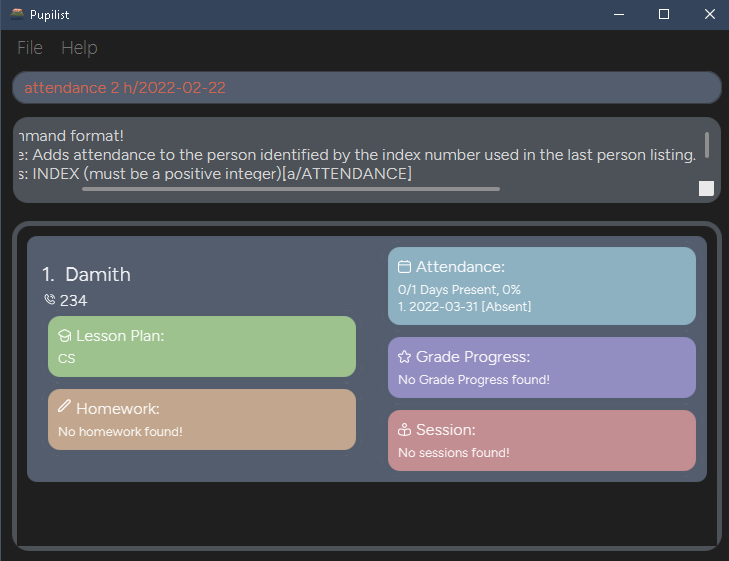 Pupilist
File Help
attendance 2 h/2022-02-22
mmand format!
e: Adds attendance to the person identified by the index number used in the last person listing.
s: INDEX (must be a positive integer)[a/ATTENDANCE]
1. Damith
234
Lesson Plan:
CS
Homework:
No homework found!
Attendance:
0/1 Days Present, 0%
1. 2022-03-31 [Absent]
Grade Progress:
No Grade Progress found!
Session:
No sessions found!